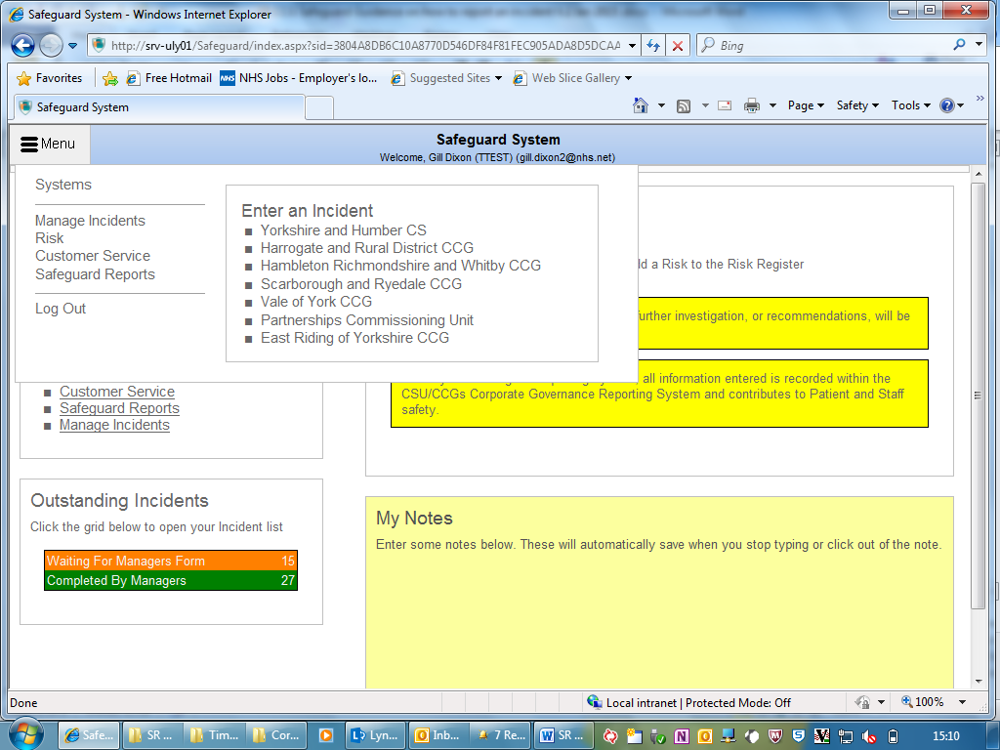 Safeguard System - Windows Internet Explorer
http://srv-uly01/Safeguard/index.aspx?sid=3804A8DB6C10A8770D546DF84F81FEC905ADA8D5DCAA
Bing
Favorites
Free Hotmail
NHS Jobs - Employer's lo...
Suggested Sites
Web Slice Gallery
Safeguard System
Page
Safety
Tools
Menu
Safeguard System
Welcome, Gill Dixon (TTEST) (gill.dixon2@nhs.net)
Systems
Manage Incidents
Risk
Customer Service
Safeguard Reports
Log Out
Enter an Incident
Yorkshire and Humber CS
Harrogate and Rural District CCG
Hambleton Richmondshire and Whitby CCG
Scarborough and Ryedale CCG
Vale of York CCG
Partnerships Commissioning Unit
East Riding of Yorkshire CCG
ld a Risk to the Risk Register
further investigation, or recommendations, will be
all information entered is recorded within the
CSU/CCGs Corporate Governance Reporting System and contributes to Patient and Staff
safety.
Customer Service
Safeguard Reports
Manage Incidents
Outstanding Incidents
Click the grid below to open your Incident list
Waiting For Managers Form 15
Completed By Managers 27
My Notes
Enter some notes below. These will automatically save when you stop typing or click out of the note.
Done
Local intranet | Protected Mode: Off
100%
Safe...
SR ...
Tim...
Cor...
Lyn...
Inb...
7 Re...
SR ...
15:10